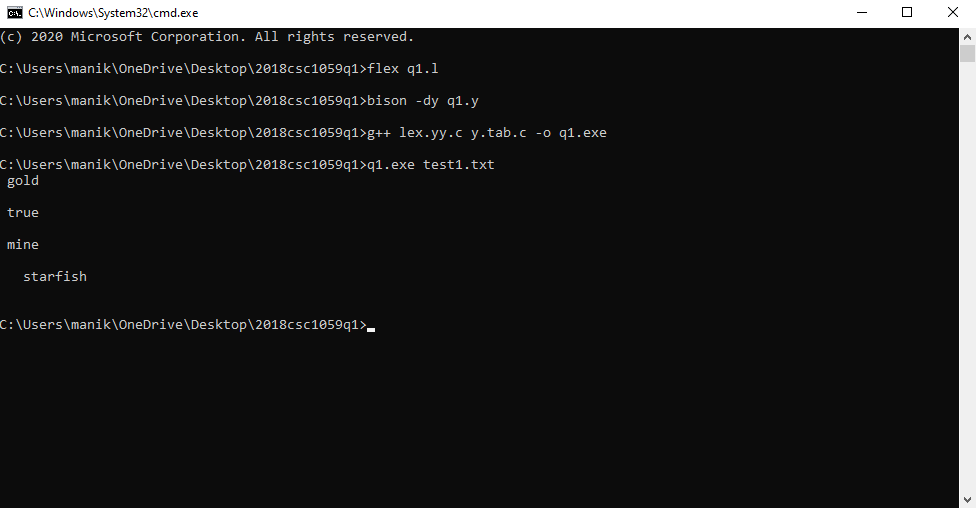 C:\Windows\System32\cmd.exe
(c) 2020 Microsoft Corporation. All rights reserved.
C:\Users\manik\OneDrive\Desktop\2018csc1059q1>flex q1.l
C:\Users\manik\OneDrive\Desktop\2018csc1059q1>bison -dy q1.y
C:\Users\manik\OneDrive\Desktop\2018csc1059q1>g++ lex.yy.c y.tab.c -o q1.exe
C:\Users\manik\OneDrive\Desktop\2018csc1059q1>q1.exe test1.txt
gold
true
mine
starfish
C:\Users\manik\OneDrive\Desktop\2018csc1059q1>